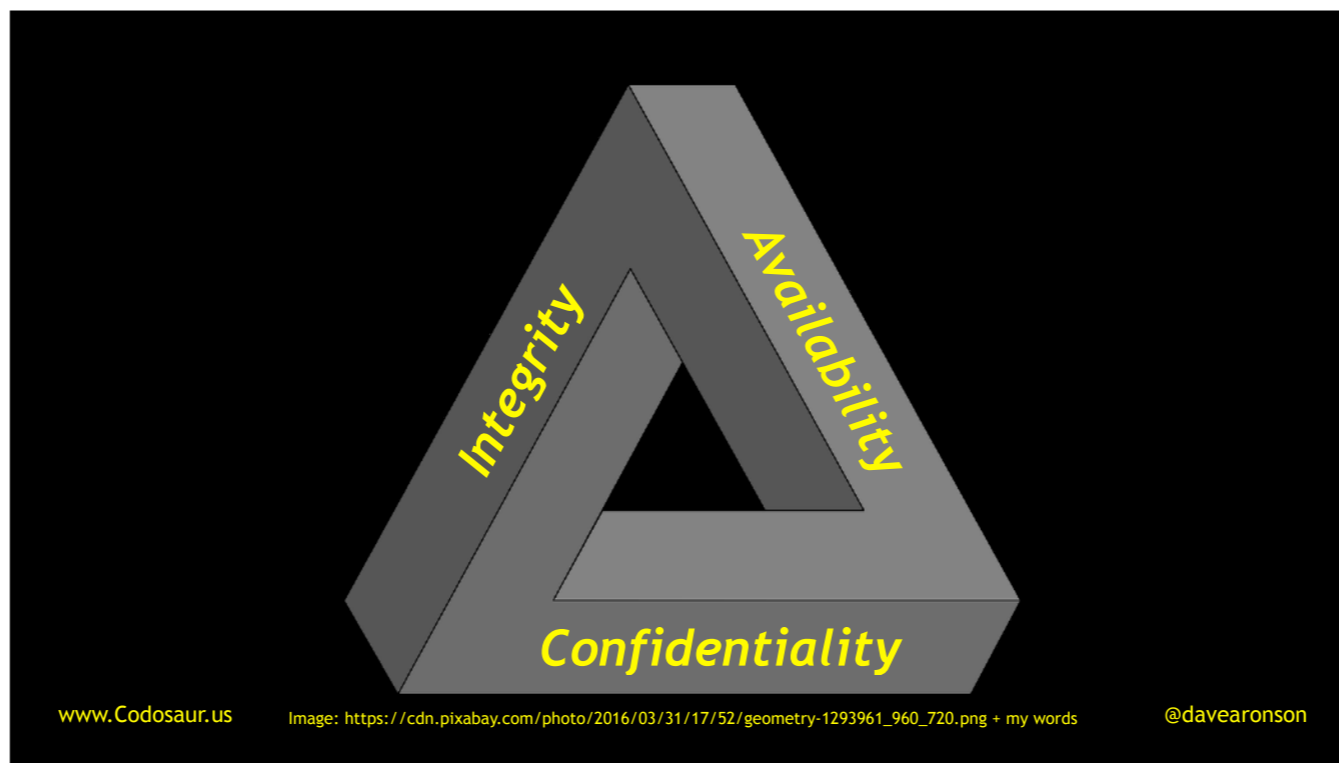 Availability
Integrity
Confidentiality
www.Codosaur.us
Image: https://cdn.pixabay.com/photo/2016/03/31/17/52/geometry-1293961_960_720.png + my words
@davearonson